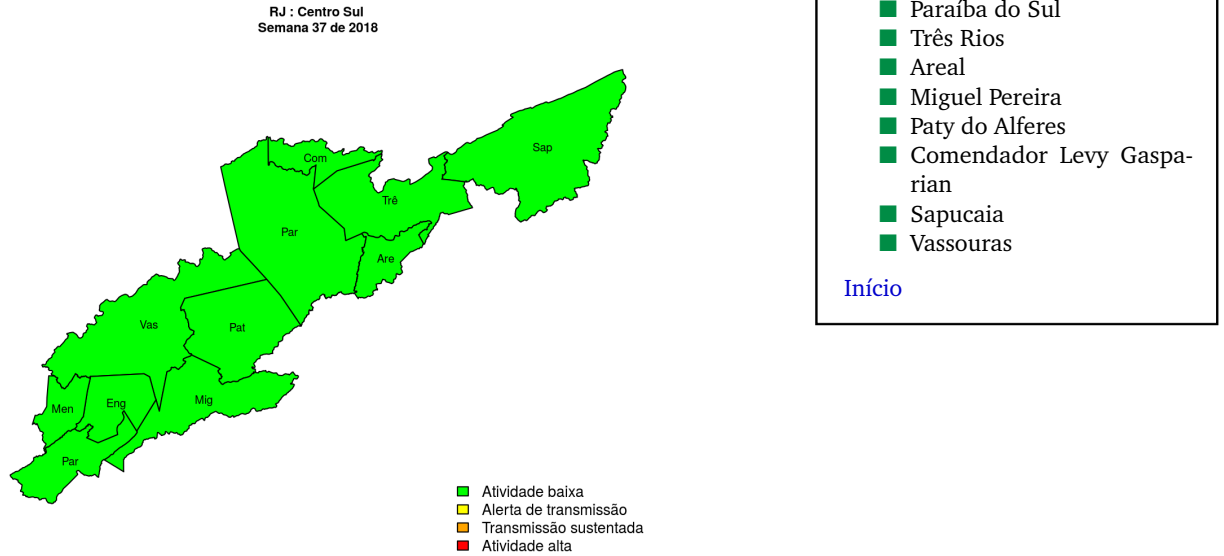 RJ : Centro Sul
Semana 37 de 2018
Sap
Com
Trê
Par
Are
Vas
Pat
Men
Eng
Mig
Par
Atividade baixa
Alerta de transmissão
Transmissão sustentada
Atividade alta
Paraíba do Sul
Três Rios
Areal
Miguel Pereira
Paty do Alferes
Comendador Levy Gaspa-
rian
Sapucaia
Vassouras
Início